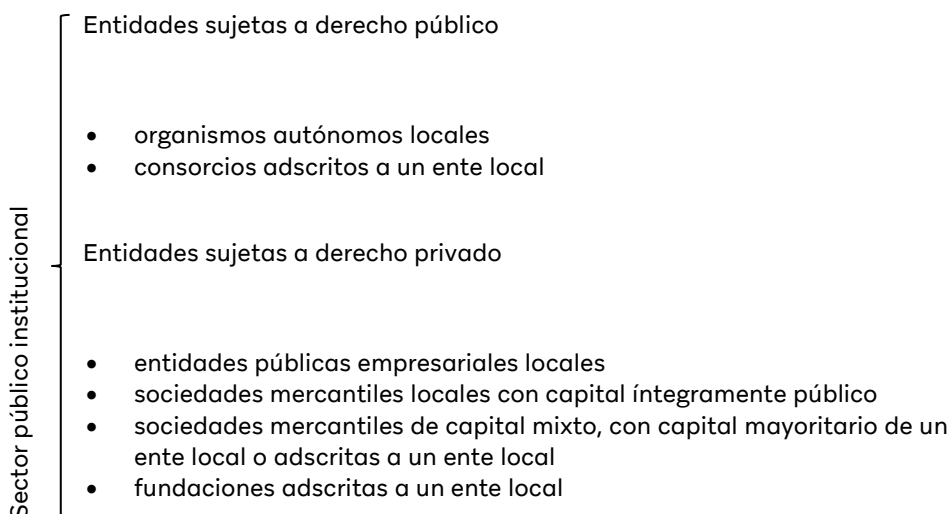 Sector público institucional
Entidades sujetas a derecho público
• organismos autónomos locales
• consorcios adscritos a un ente local
Entidades sujetas a derecho privado
• entidades públicas empresariales locales
• sociedades mercantiles locales con capital íntegramente público
• sociedades mercantiles de capital mixto, con capital mayoritario de un
ente local o adscritas a un ente local
• fundaciones adscritas a un ente local